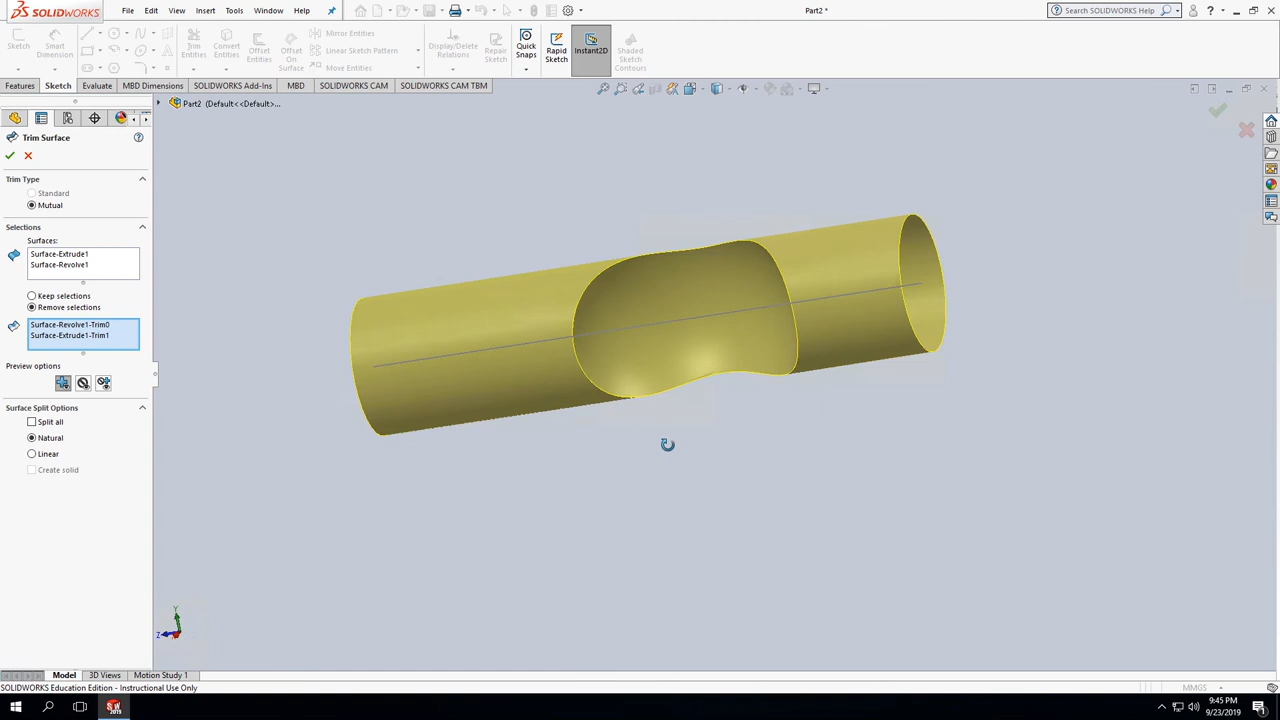 SOLIDWORKS File Edit View Insert Tools Window Help Part2 * Search SOLIDWORKS Help
Sketch Smart Dimension Trim Entities Convert Entities Offset Entities Offset On Surface Mirror Entities Linear Sketch Pattern Move Entities Display/Delete Relations Repair Sketch Quick Snaps Rapid Sketch Instant2D Shaded Sketch Contours
Features Sketch Evaluate MBD Dimensions SOLIDWORKS Add-Ins MBD SOLIDWORKS CAM SOLIDWORKS CAM TBM
Part2 (Default<<Default>...
Trim Surface
Trim Type
Standard
Mutual
Selections
Surfaces:
Surface-Extrude1
Surface-Revolve1
Keep selections
Remove selections
Surface-Revolve1-Trim0
Surface-Extrude1-Trim1
Preview options
Surface Split Options
Split all
Natural
Linear
Create solid
Y
Z
Model 3D Views Motion Study 1
SOLIDWORKS Education Edition - Instructional Use Only MMGS
SW 2019 9:45 PM
9/23/2019